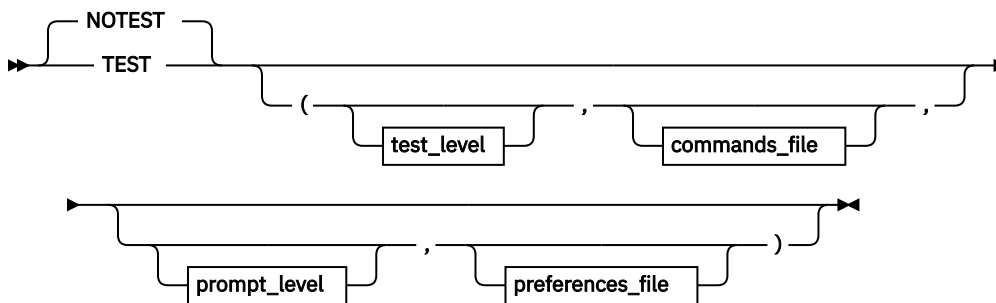 NOTEST
TEST
( , ,
test_level commands_file
, )
prompt_level preferences_file